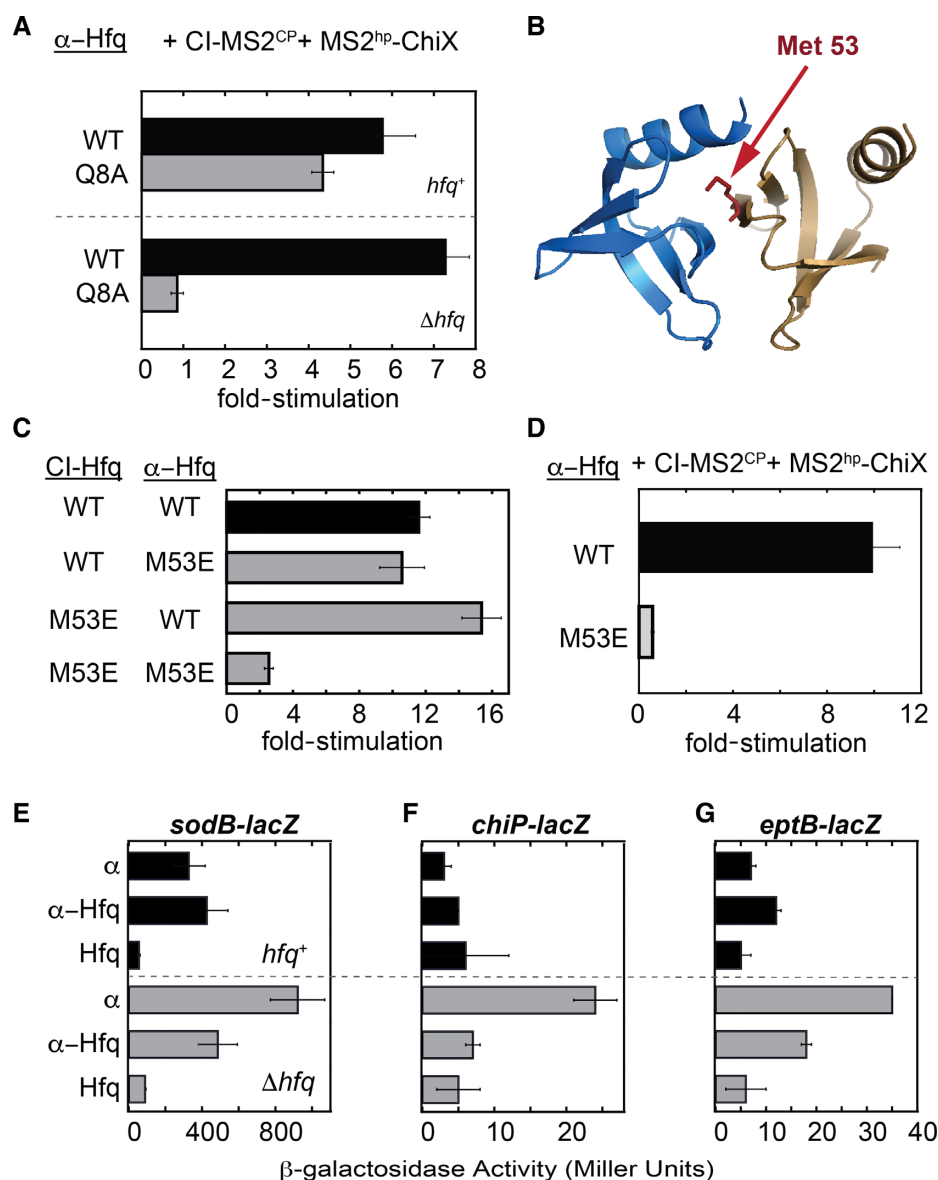 A
α-Hfq + CI-MS2CP+ MS2hp-ChiX
WT
Q8A
hfq+
WT
Q8A
Δhfq
0 1 2 3 4 5 6 7 8
fold-stimulation
B
Met 53
C
CI-Hfq α-Hfq
WT WT
WT M53E
M53E WT
M53E M53E
0 4 8 12 16
fold-stimulation
D
α-Hfq + CI-MS2CP+ MS2hp-ChiX
WT
M53E
0 4 8 12
fold-stimulation
E sodB-lacZ
α
α-Hfq
Hfq
hfq+
α
α-Hfq
Hfq
Δhfq
0 400 800
F chiP-lacZ
0 10 20
G eptB-lacZ
0 10 20 30 40
β-galactosidase Activity (Miller Units)